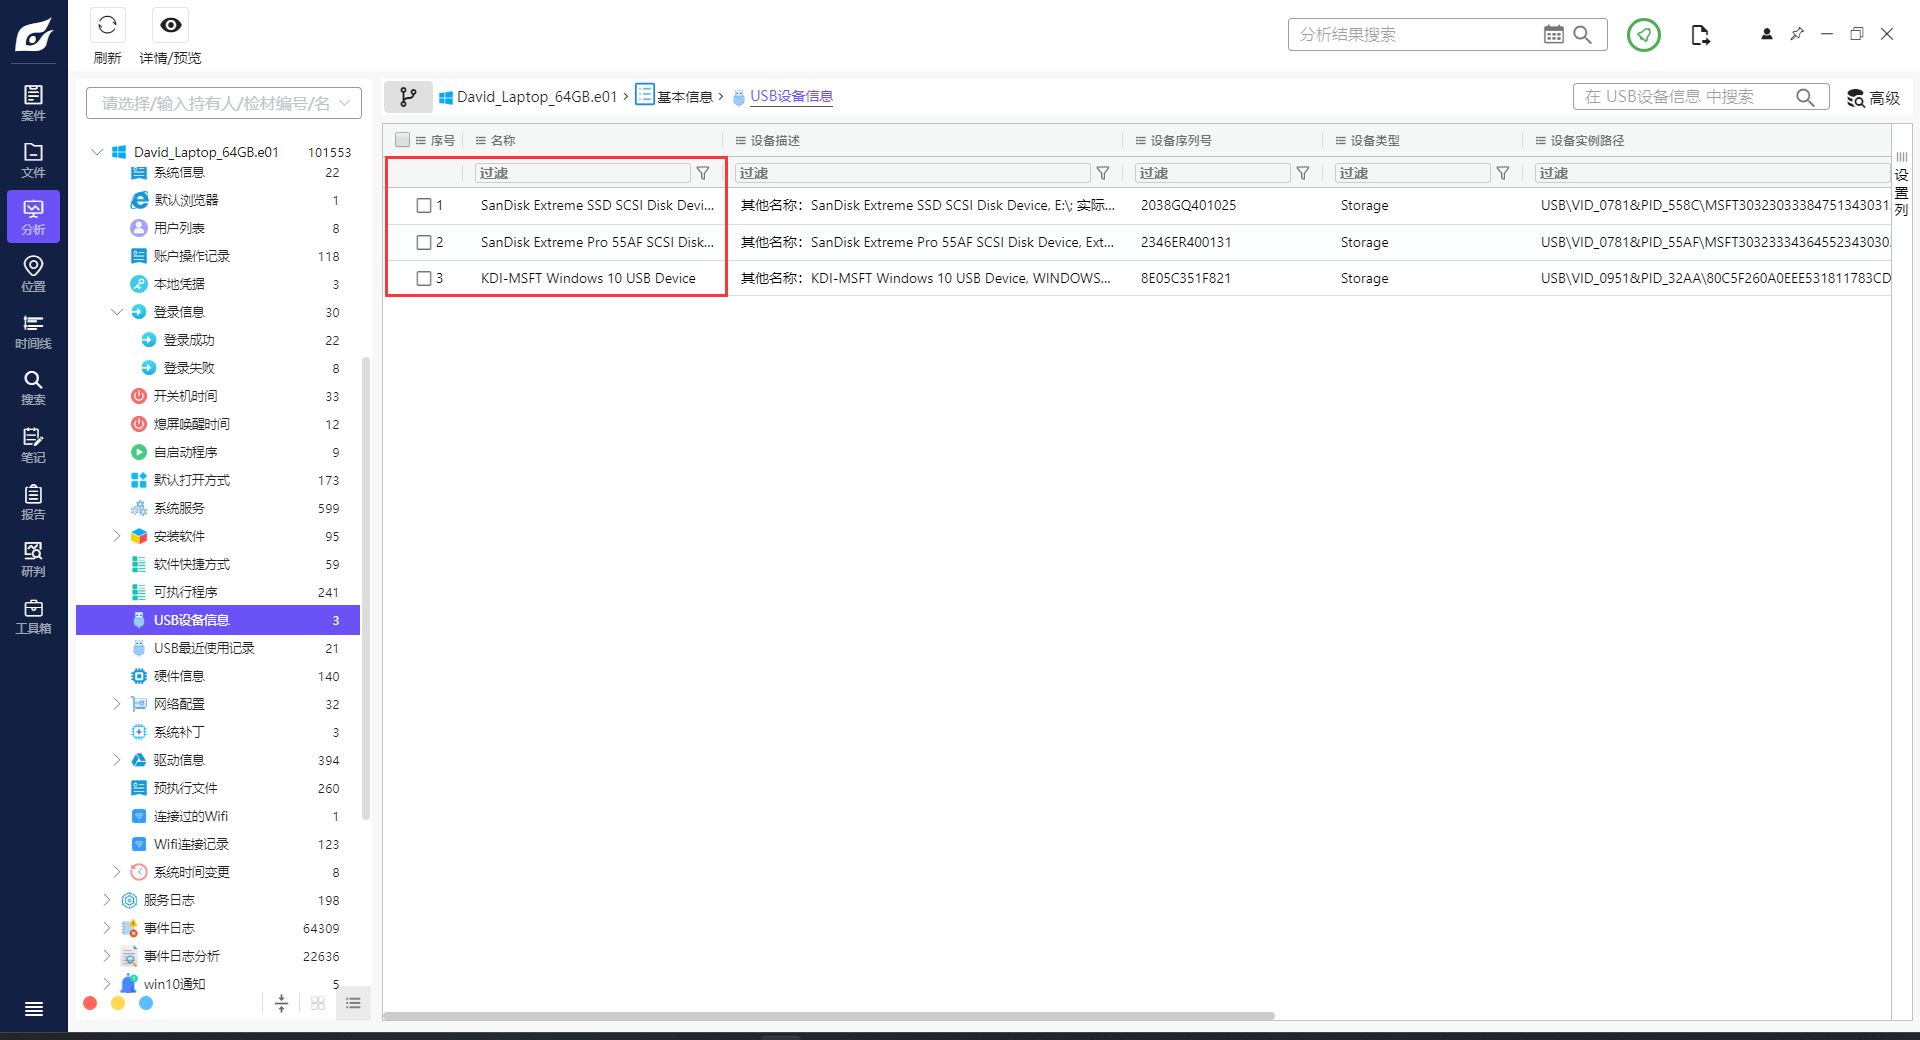 刷新
详情/预览
分析结果搜索
案件
文件
分析
位置
时间线
搜索
笔记
报告
研判
工具箱
请选择/输入持有人/检材编号/名
David_Laptop_64GB.e01 101553
系统信息 22
默认浏览器 1
用户列表 8
账户操作记录 118
本地凭据 3
登录信息 30
登录成功 22
登录失败 8
开关机时间 33
熄屏唤醒时间 12
自启动程序 9
默认打开方式 173
系统服务 599
安装软件 95
软件快捷方式 59
可执行程序 241
USB设备信息 3
USB最近使用记录 21
硬件信息 140
网络配置 32
系统补丁 3
驱动信息 394
预执行文件 260
连接过的Wifi 1
Wifi连接记录 123
系统时间变更 8
服务日志 198
事件日志 64309
事件日志分析 22636
win10通知 5
David_Laptop_64GB.e01 › 基本信息 › USB设备信息
在 USB设备信息 中搜索
高级
序号 名称 设备描述 设备序列号 设备类型 设备实例路径
过滤 过滤 过滤 过滤 过滤
1 SanDisk Extreme SSD SCSI Disk Devi... 其他名称：SanDisk Extreme SSD SCSI Disk Device, E:\; 实际... 2038GQ401025 Storage USB\VID_0781&PID_558C\MSFT30323033384751343031
2 SanDisk Extreme Pro 55AF SCSI Disk... 其他名称：SanDisk Extreme Pro 55AF SCSI Disk Device, Ext... 2346ER400131 Storage USB\VID_0781&PID_55AF\MSFT3032333436455234303
3 KDI-MSFT Windows 10 USB Device 其他名称：KDI-MSFT Windows 10 USB Device, WINDOWS... 8E05C351F821 Storage USB\VID_0951&PID_32AA\80C5F260A0EEE531811783CD
设置列